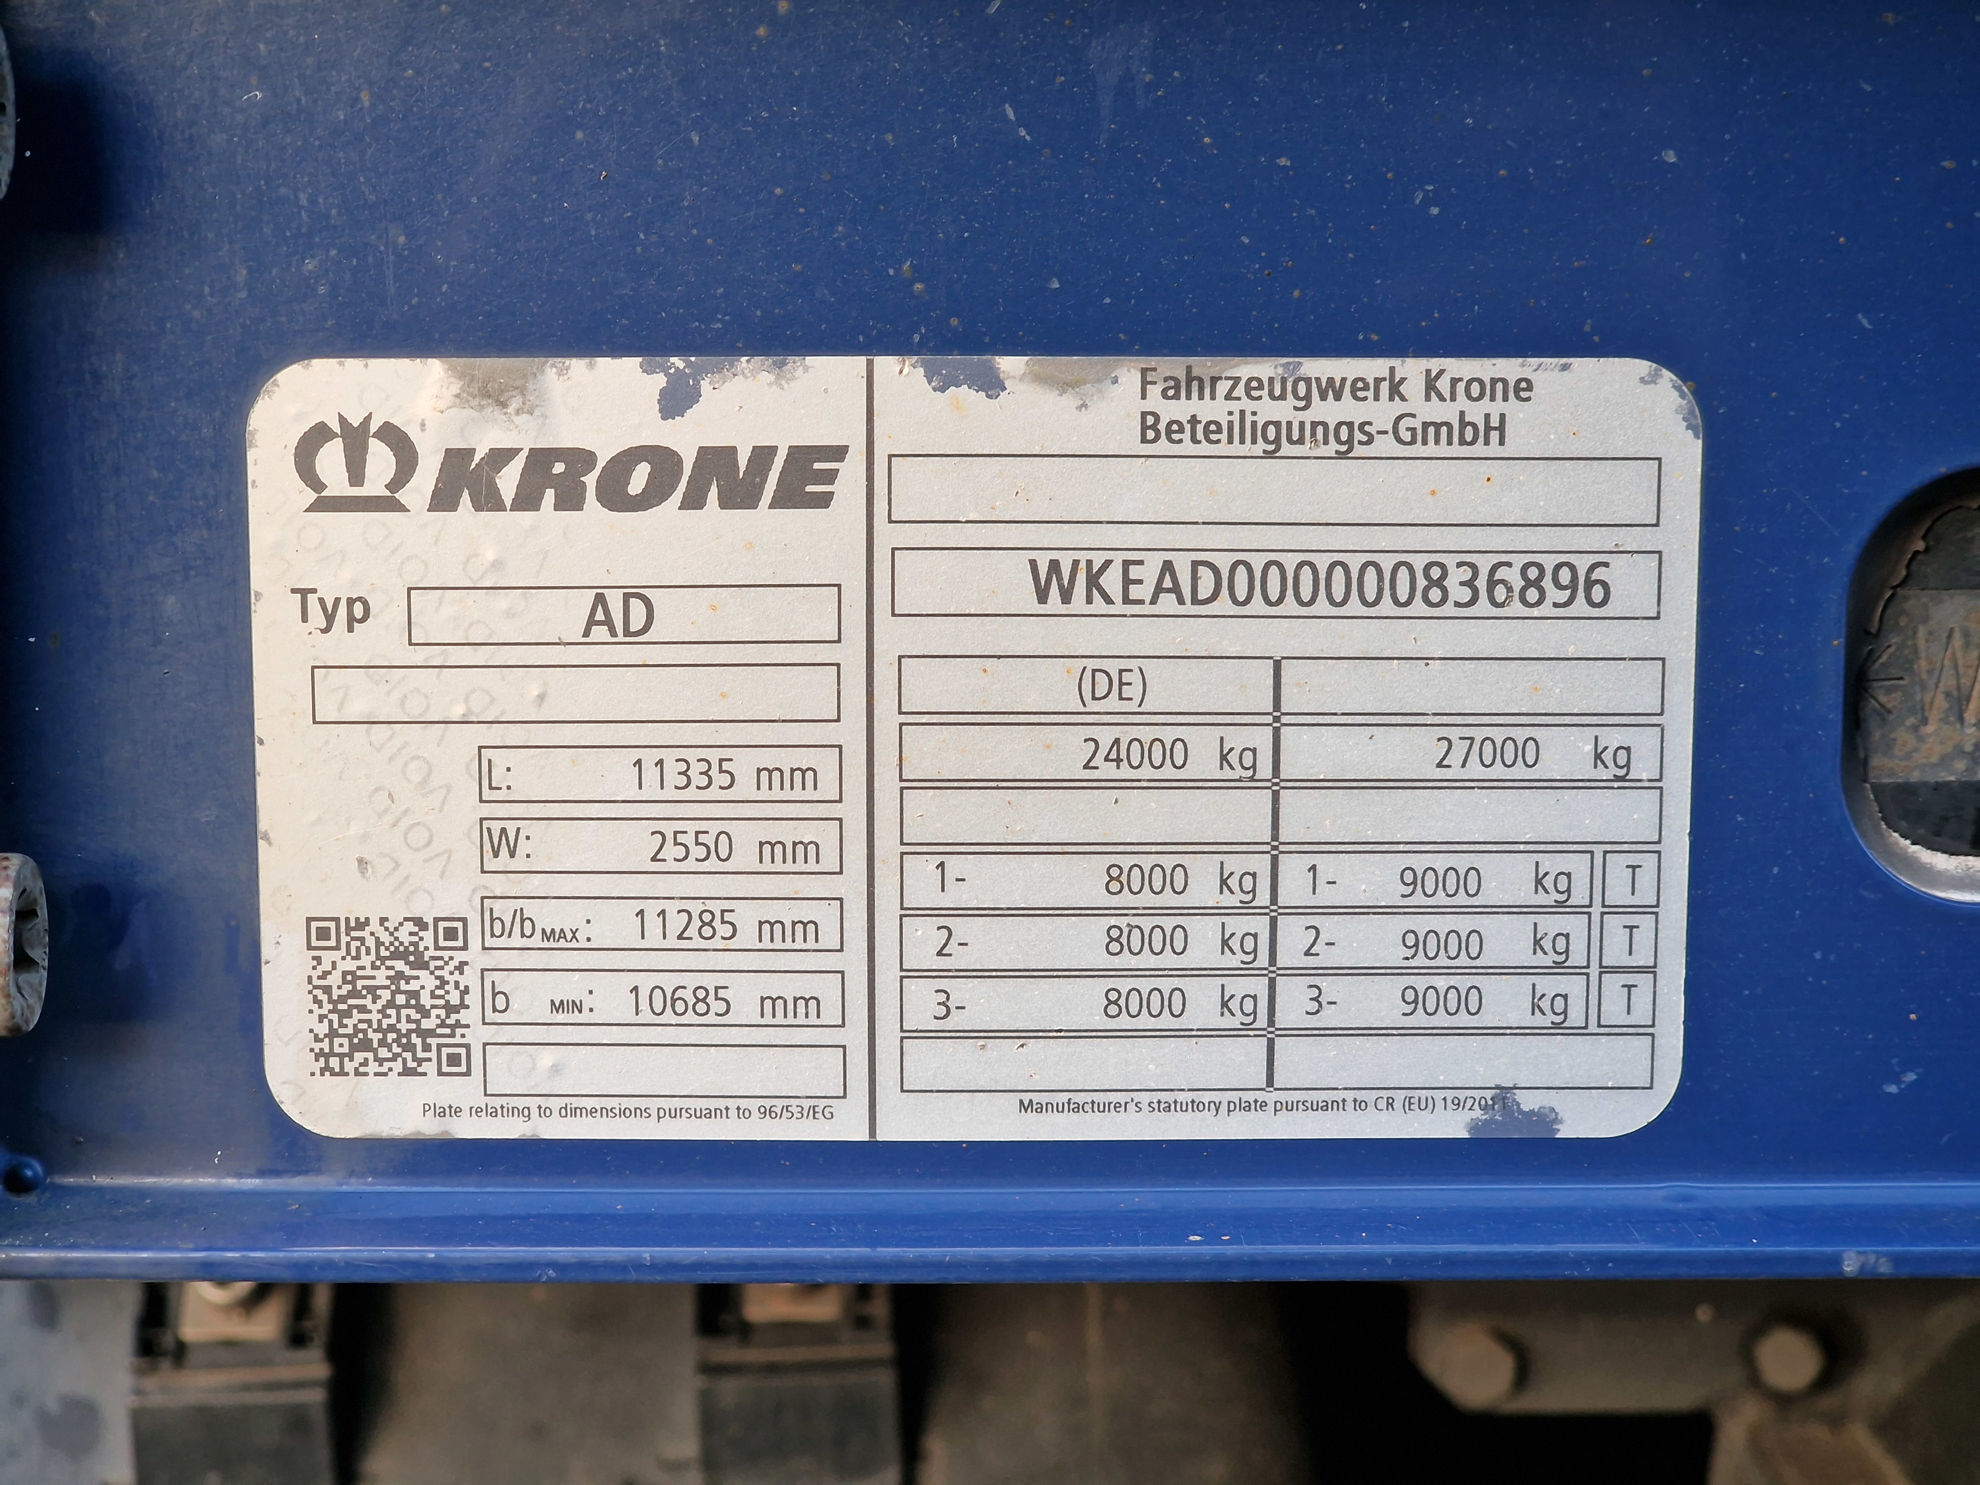 KRONE
Typ AD
L: 11335 mm
W: 2550 mm
b/bMAX: 11285 mm
b MIN: 10685 mm
Plate relating to dimensions pursuant to 96/53/EG
Fahrzeugwerk Krone
Beteiligungs-GmbH
WKEAD000000836896
(DE)
24000 kg 27000 kg
1- 8000 kg 1- 9000 kg T
2- 8000 kg 2- 9000 kg T
3- 8000 kg 3- 9000 kg T
Manufacturer's statutory plate pursuant to CR (EU) 19/2011